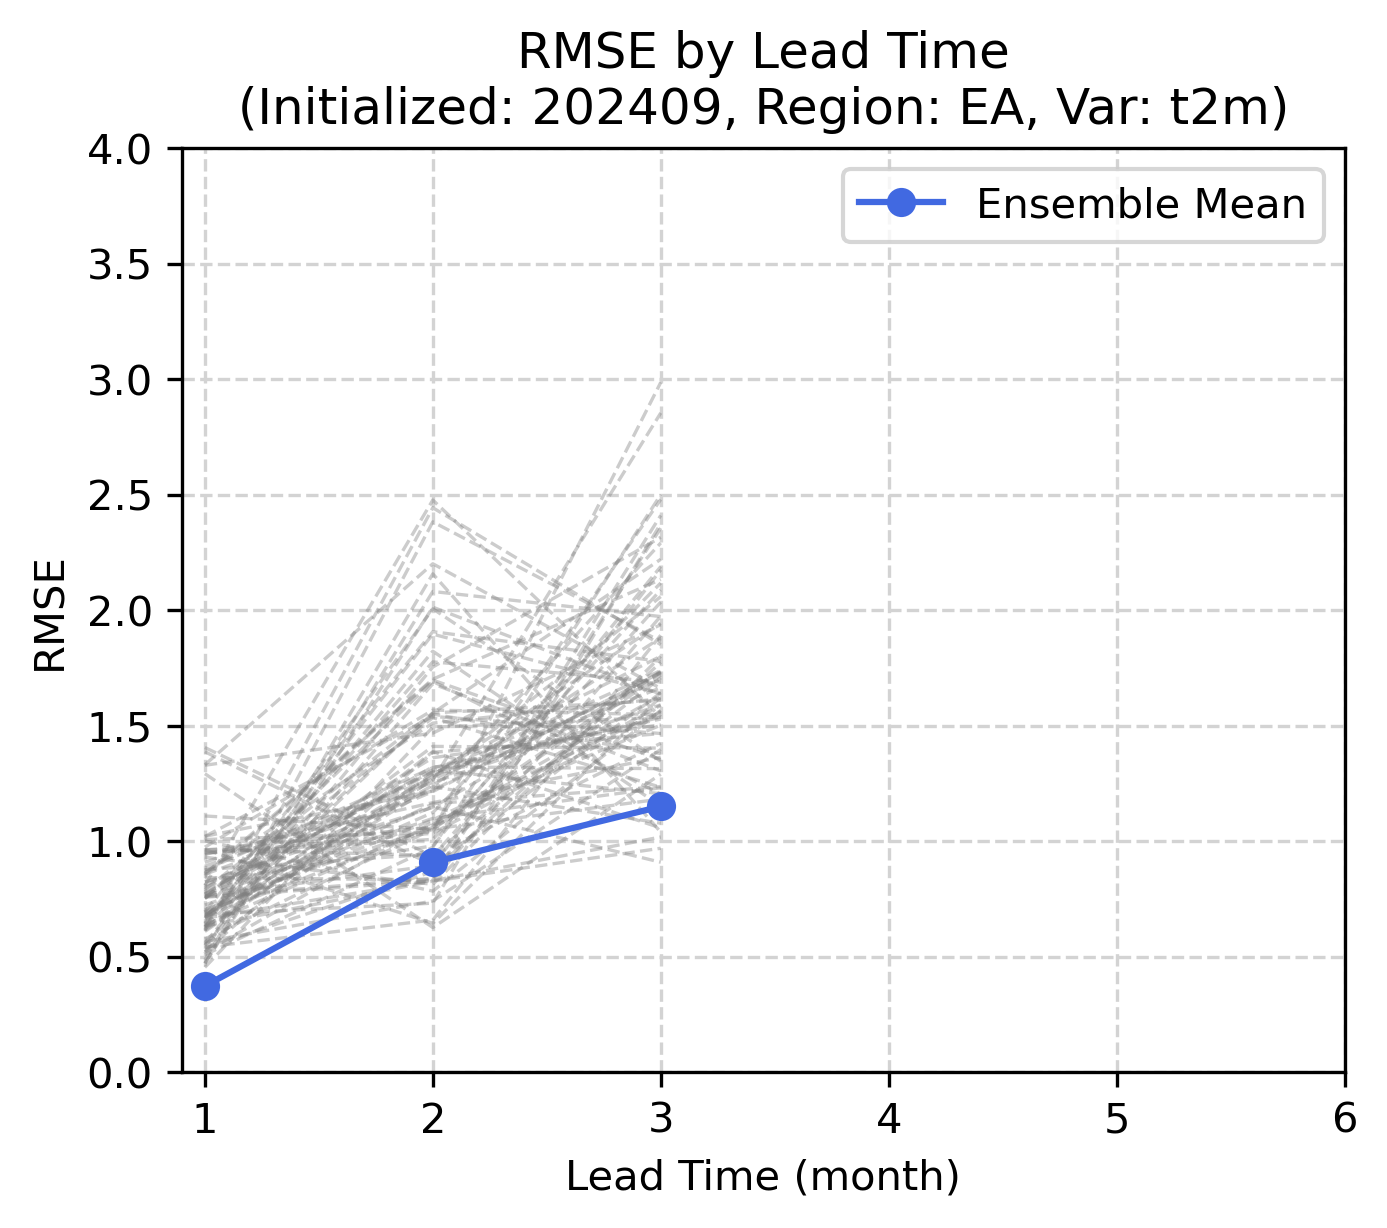 RMSE by Lead Time
(Initialized: 202409, Region: EA, Var: t2m)
Ensemble Mean
4.0
3.5
3.0
2.5
2.0
1.5
1.0
0.5
0.0
RMSE
1 2 3 4 5 6
Lead Time (month)